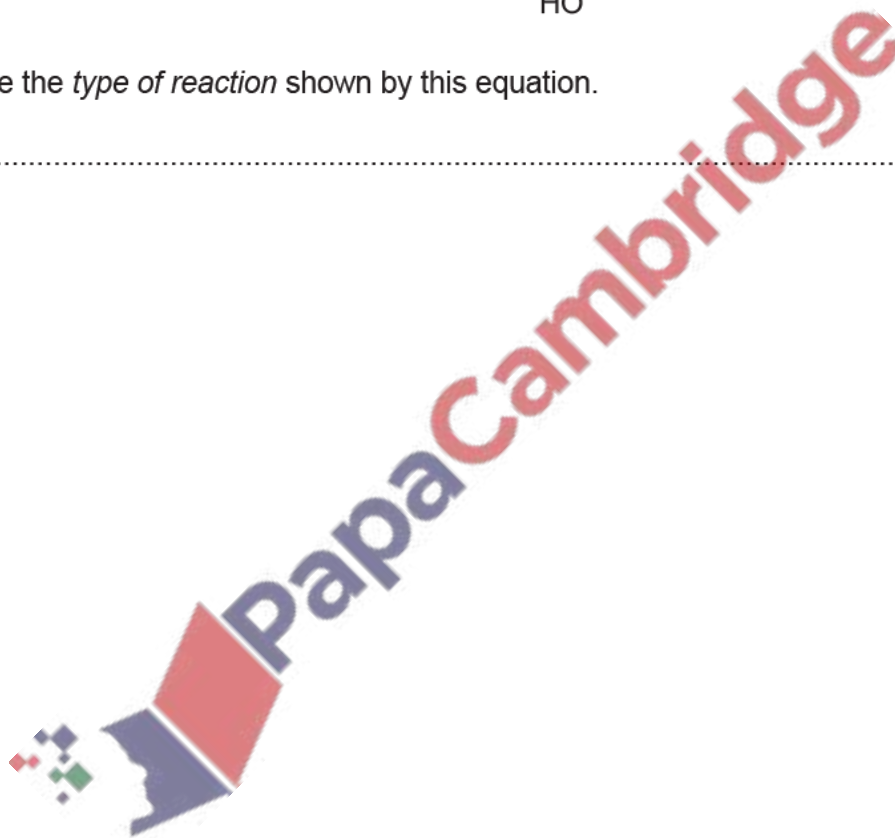 HO
e the type of reaction shown by this equation.
................................................................................
PapaCambridge